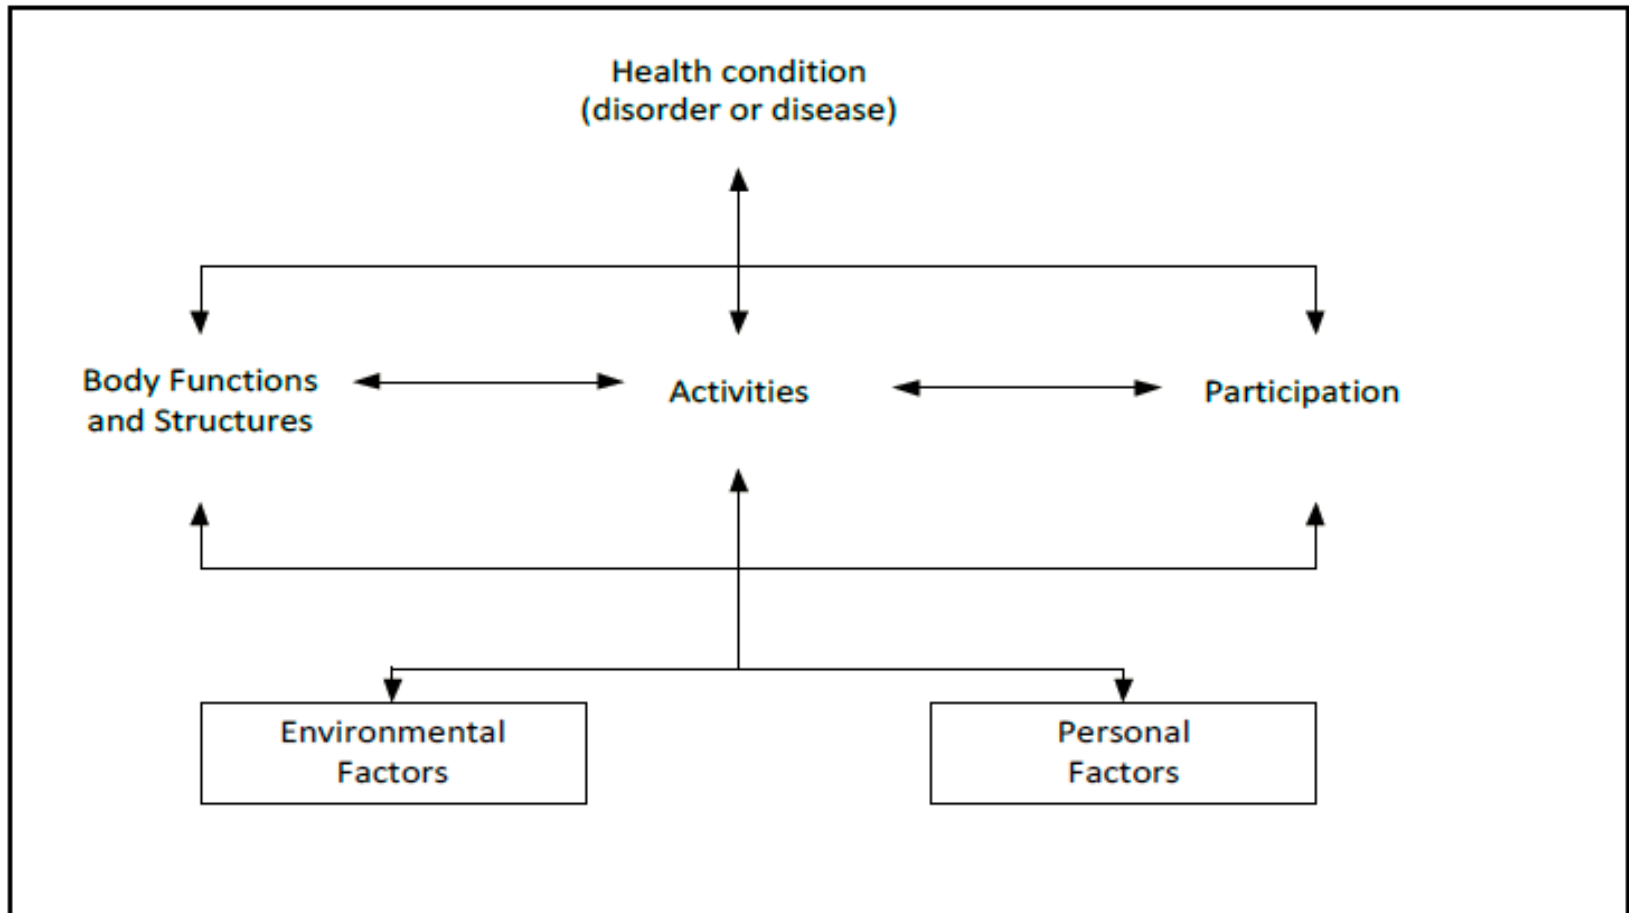 Health condition
(disorder or disease)
Body Functions
and Structures
Activities
Participation
Environmental
Factors
Personal
Factors